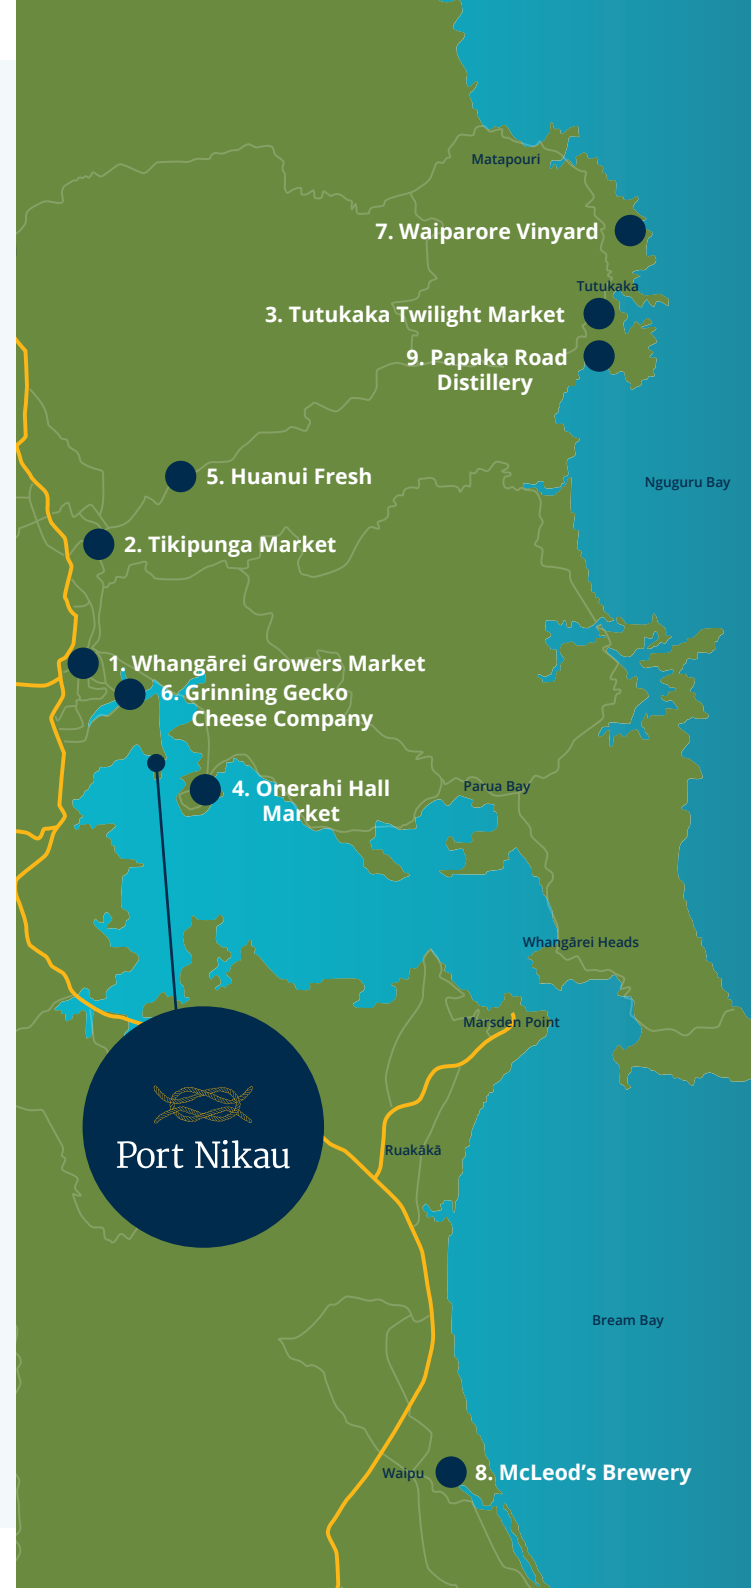 Matapouri
7. Waiparore Vinyard
Tutukaka
3. Tutukaka Twilight Market
9. Papaka Road
Distillery
5. Huanui Fresh
Nguguru Bay
2. Tikipunga Market
1. Whangārei Growers Market
6. Grinning Gecko
Cheese Company
4. Onerahi Hall
Market
Parua Bay
Whangārei Heads
Marsden Point
Port Nikau
Ruakākā
Bream Bay
Waipu
8. McLeod’s Brewery